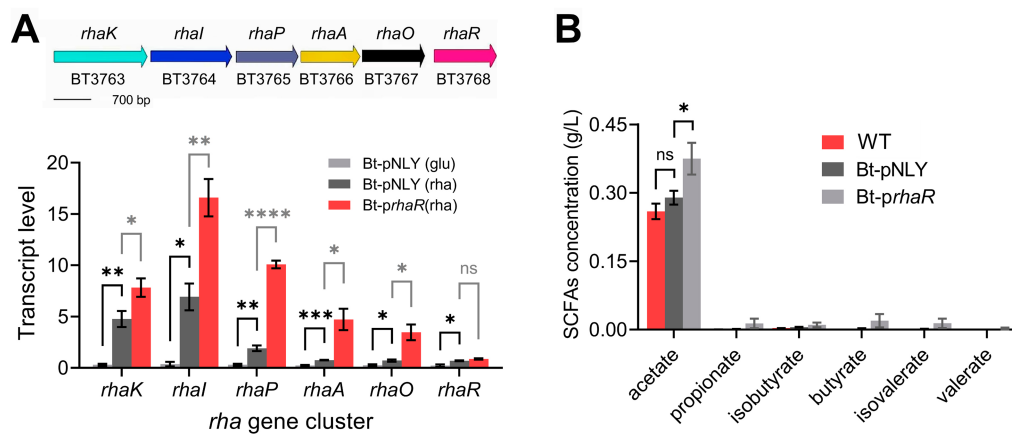 A
rhaK rhaI rhaP rhaA rhaO rhaR
BT3763 BT3764 BT3765 BT3766 BT3767 BT3768
700 bp
Transcript level
20
15
10
5
0
Bt-pNLY (glu)
Bt-pNLY (rha)
Bt-prhaR(rha)
** * ** **** * * ns
** * ** *** * *
rhaK rhaI rhaP rhaA rhaO rhaR
rha gene cluster
B
SCFAs concentration (g/L)
0.45
0.30
0.15
0.00
ns *
WT
Bt-pNLY
Bt-prhaR
acetate
propionate
isobutyrate
butyrate
isovalerate
valerate